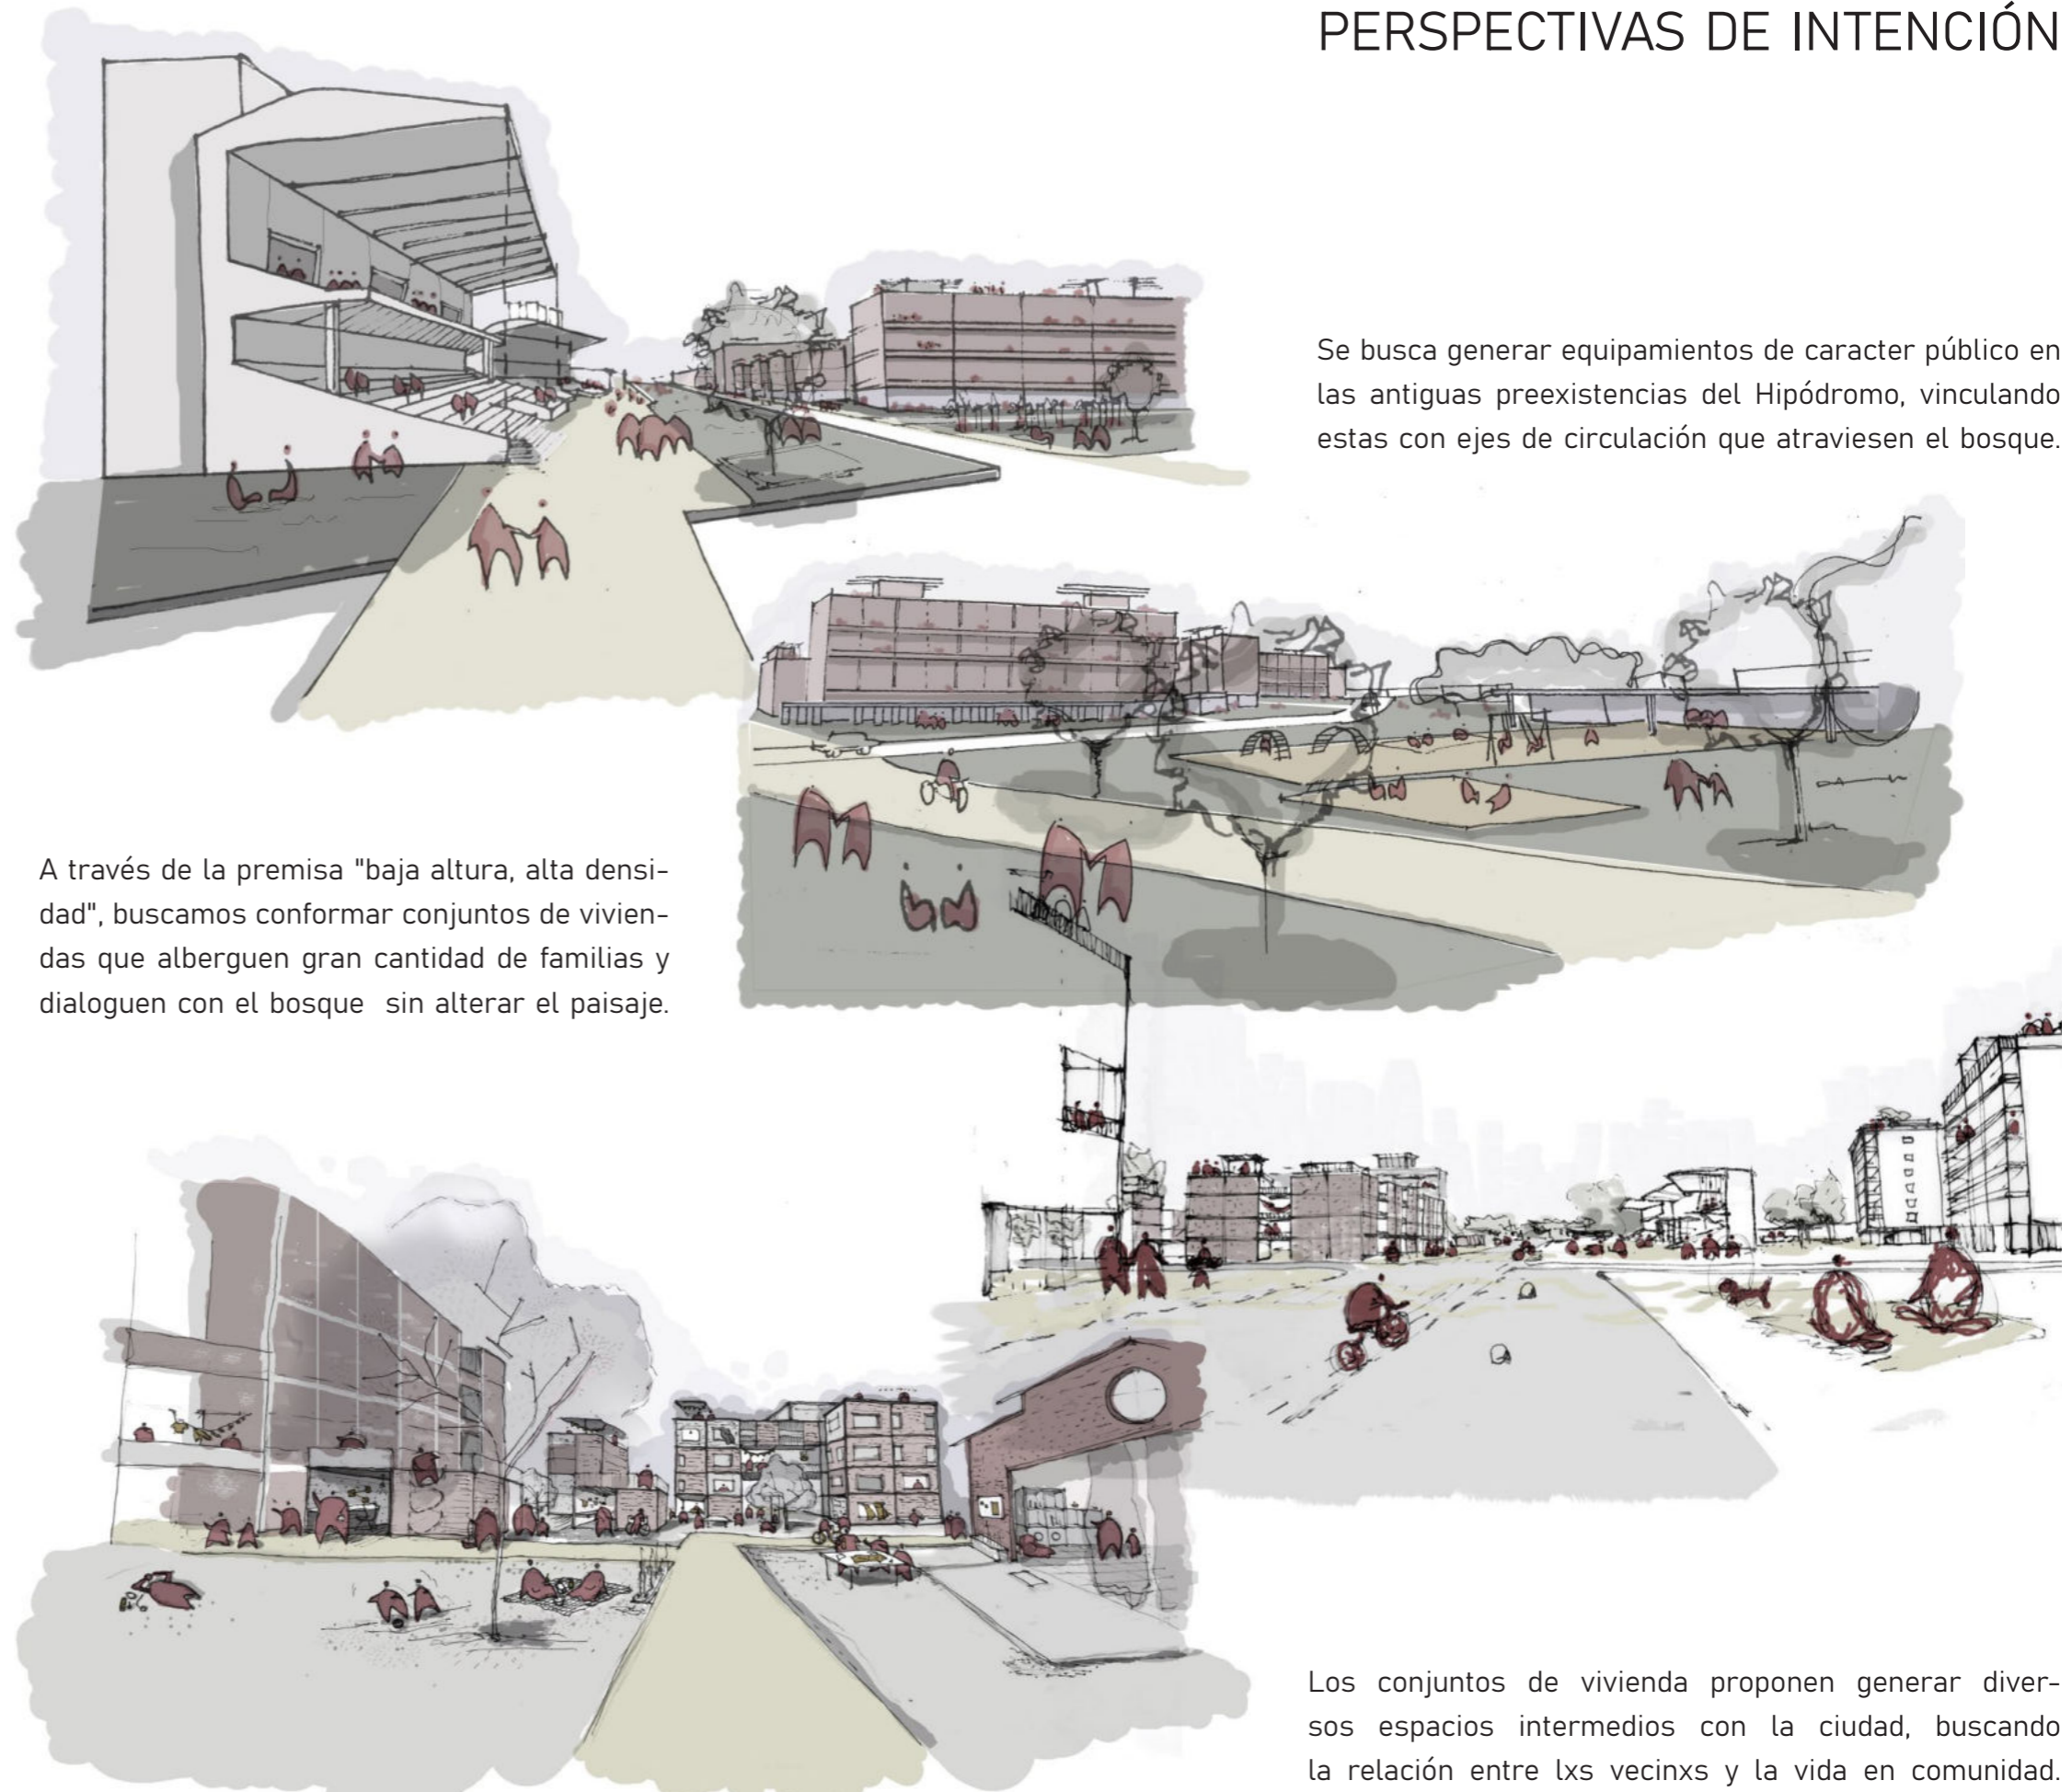 PERSPECTIVAS DE INTENCIÓN
Se busca generar equipamientos de caracter público en
las antiguas preexistencias del Hipódromo, vinculando
estas con ejes de circulación que atraviesen el bosque.
A través de la premisa "baja altura, alta densi-
dad", buscamos conformar conjuntos de vivien-
das que alberguen gran cantidad de familias y
dialoguen con el bosque  sin alterar el paisaje.
Los conjuntos de vivienda proponen generar diver-
sos espacios intermedios con la ciudad, buscando
la relación entre lxs vecinxs y la vida en comunidad.